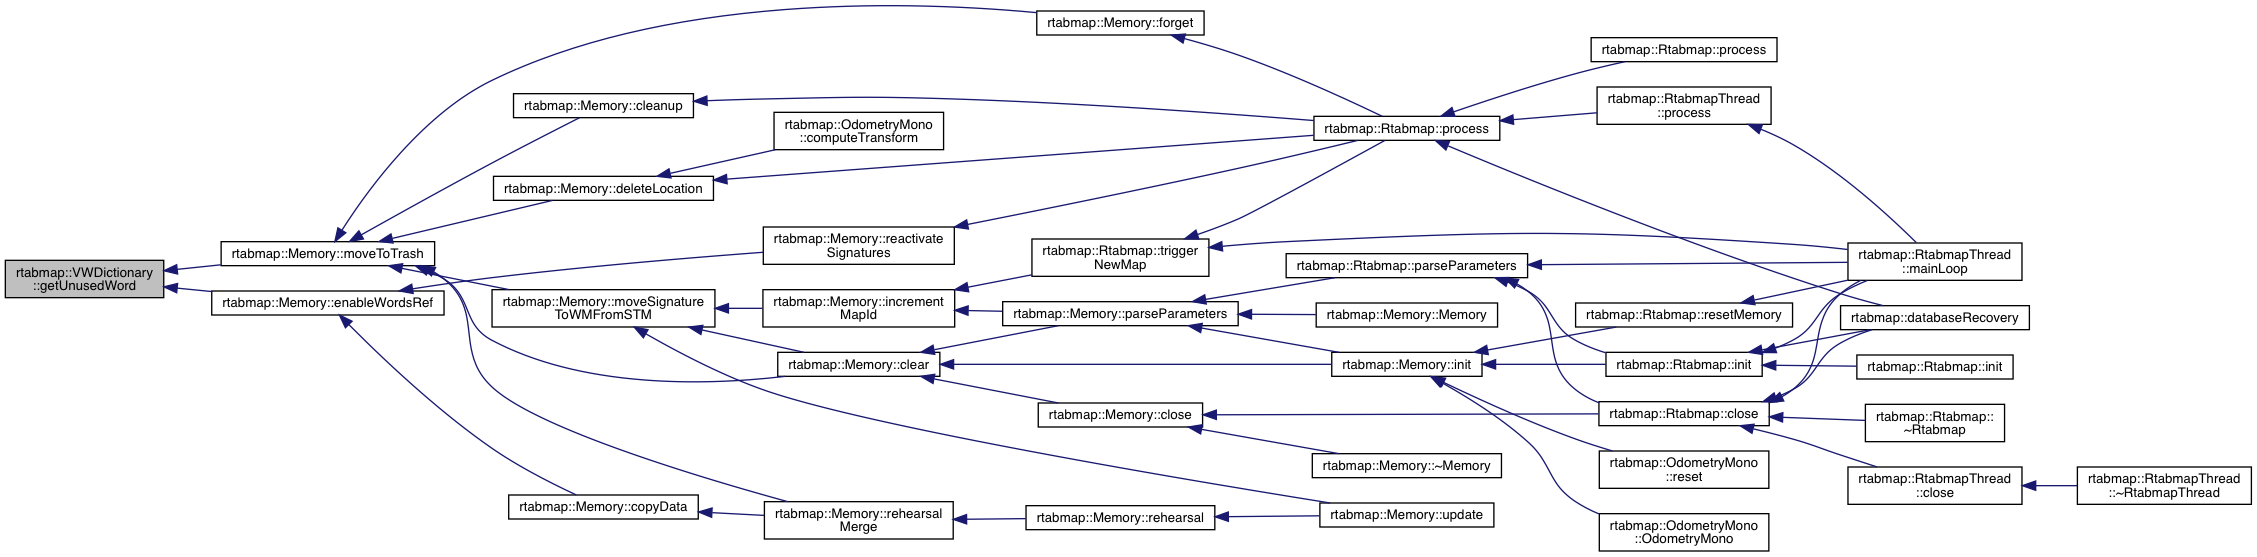 rtabmap::VWDictionary
::getUnusedWord
rtabmap::Memory::moveToTrash
rtabmap::Memory::enableWordsRef
rtabmap::Memory::forget
rtabmap::Memory::cleanup
rtabmap::OdometryMono
::computeTransform
rtabmap::Memory::deleteLocation
rtabmap::Memory::reactivate
Signatures
rtabmap::Memory::moveSignature
ToWMFromSTM
rtabmap::Memory::increment
MapId
rtabmap::Memory::clear
rtabmap::Memory::copyData
rtabmap::Memory::rehearsal
Merge
rtabmap::Rtabmap::trigger
NewMap
rtabmap::Memory::parseParameters
rtabmap::Memory::close
rtabmap::Memory::rehearsal
rtabmap::Rtabmap::process
rtabmap::Rtabmap::parseParameters
rtabmap::Memory::Memory
rtabmap::Memory::init
rtabmap::Memory::~Memory
rtabmap::Memory::update
rtabmap::Rtabmap::process
rtabmap::RtabmapThread
::process
rtabmap::Rtabmap::resetMemory
rtabmap::Rtabmap::init
rtabmap::Rtabmap::close
rtabmap::OdometryMono
::reset
rtabmap::OdometryMono
::OdometryMono
rtabmap::RtabmapThread
::mainLoop
rtabmap::databaseRecovery
rtabmap::Rtabmap::init
rtabmap::Rtabmap::
~Rtabmap
rtabmap::RtabmapThread
::close
rtabmap::RtabmapThread
::~RtabmapThread